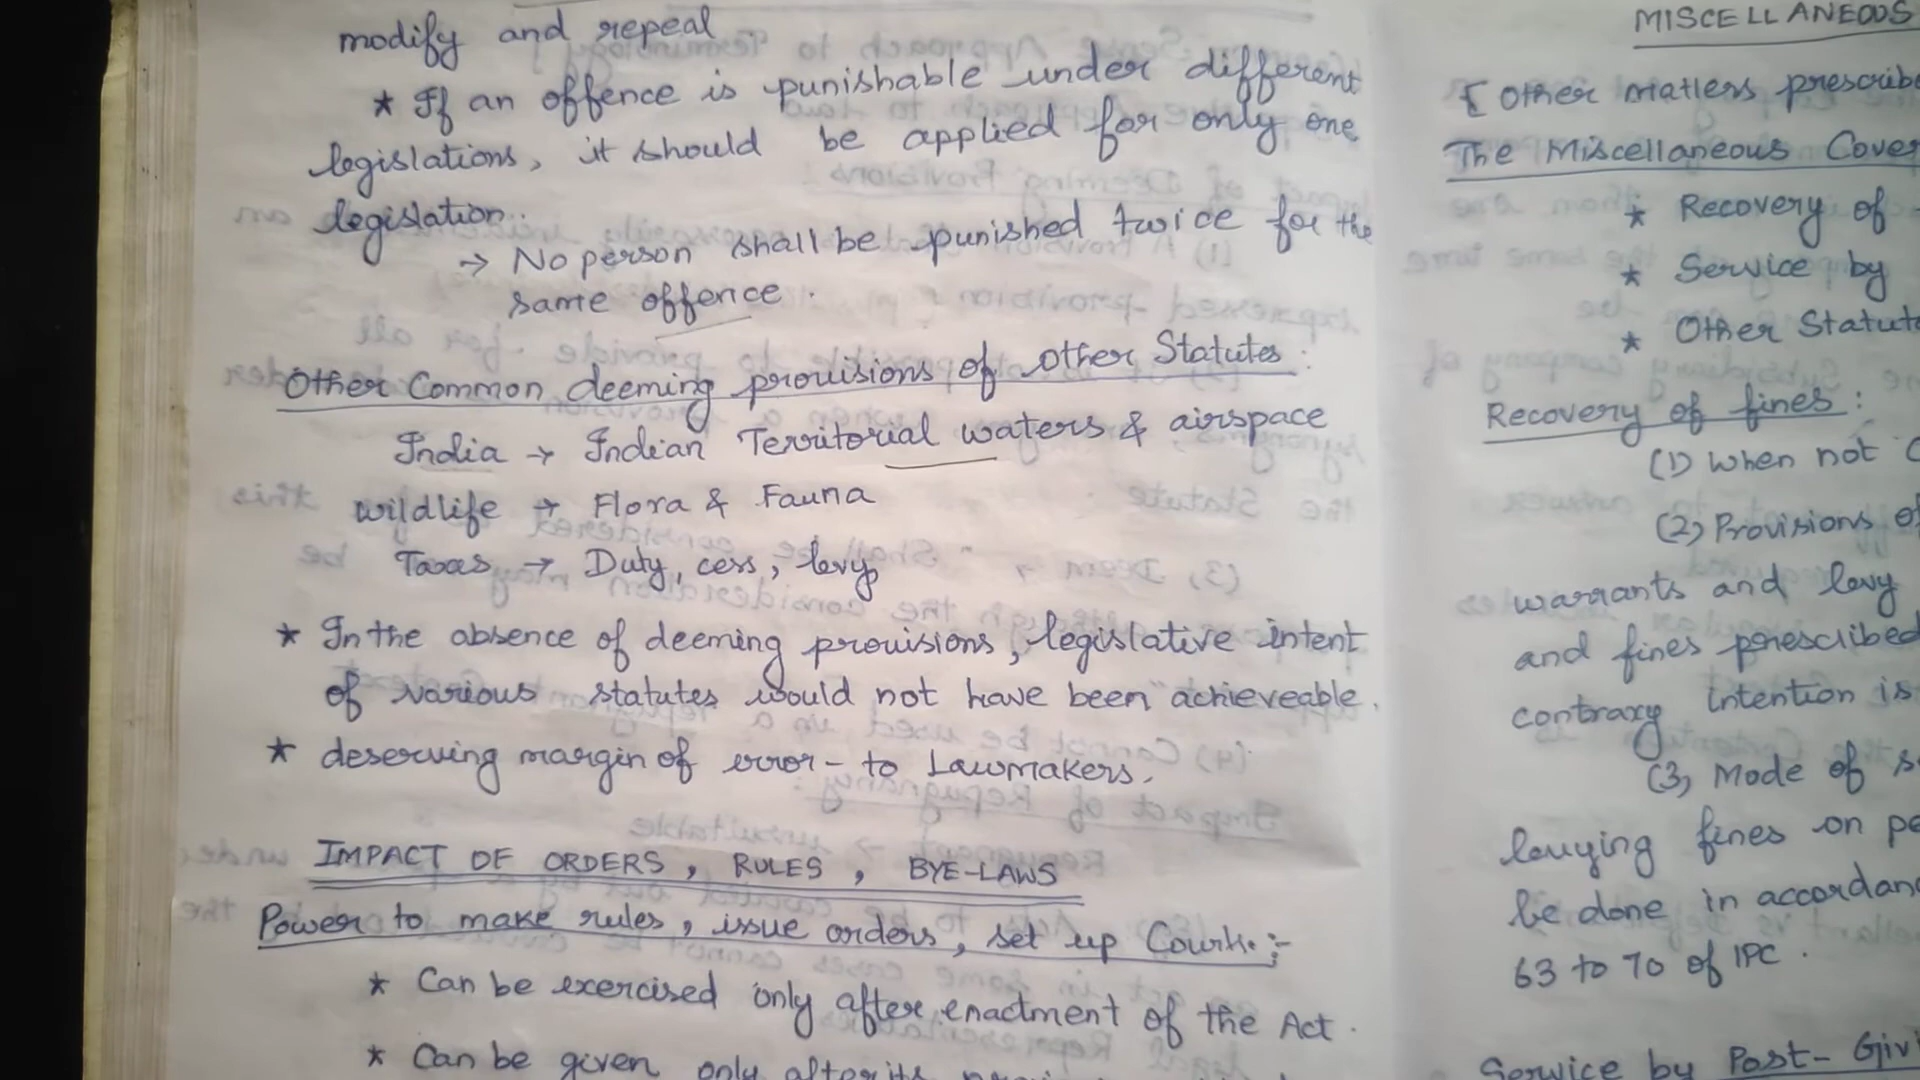 modify and repeal.
* If an offence is punishable under different
legislations, it should be applied for only one
legislation.
→ No person shall be punished twice for the
same offence.
Other Common deeming provisions of other Statutes:
India → Indian Territorial waters & airspace
wildlife → Flora & Fauna
Taxas → Duty, cess, levy
* In the absence of deeming provisions, legislative intent
of various statutes would not have been achieveable.
* deserving margin of error - to Lawmakers.
IMPACT OF ORDERS, RULES, BYE-LAWS
Power to make rules, issue orders, set up Courts:-
* Can be exercised only after enactment of the Act.
* Can be given only after its
MISCELLANEOUS
[Other matters prescribe
The Miscellaneous Cover
* Recovery of
* Service by
* Other Statut
Recovery of fines:
(1) When not
(2) Provisions of
warrants and levy
and fines prescribed
contrary intention is
(3) Mode of
levying fines on pe
be done in accordan
63 to 70 of IPC.
Service by Post- Givi